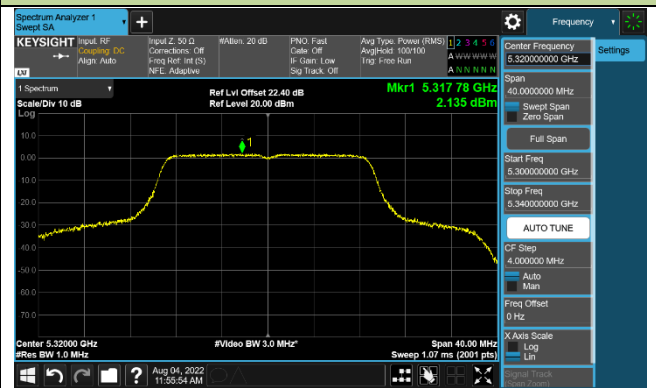 Spectrum Analyzer 1
Swept SA
Frequency
KEYSIGHT
Input: RF
Coupling: DC
Align: Auto
Input Z: 50 Ω
Corrections: Off
Freq Ref: Int (S)
NFE: Adaptive
#Atten: 20 dB
PNO: Fast
Gate: Off
IF Gain: Low
Sig Track: Off
Avg Type: Power (RMS)
Avg|Hold: 100/100
Trig: Free Run
1 2 3 4 5 6
A W W W W W
A N N N N N
LXI
1 Spectrum
Scale/Div 10 dB
Log
Ref Lvl Offset 22.40 dB
Ref Level 20.00 dBm
Mkr1 5.317 78 GHz
2.135 dBm
1
10.0
0.00
10.0
20.0
30.0
40.0
-50.0
60.0
70.0
Center 5.32000 GHz
#Res BW 1.0 MHz
#Video BW 3.0 MHz*
Span 40.00 MHz
Sweep 1.07 ms (2001 pts)
Center Frequency
5.320000000 GHz
Settings
Span
40.0000000 MHz
Swept Span
Zero Span
Full Span
Start Freq
5.300000000 GHz
Stop Freq
5.340000000 GHz
AUTO TUNE
CF Step
4.000000 MHz
Auto
Man
Freq Offset
0 Hz
X Axis Scale
Log
Lin
Signal Track
(Span Zoom)
?
Aug 04, 2022
11:55:54 AM